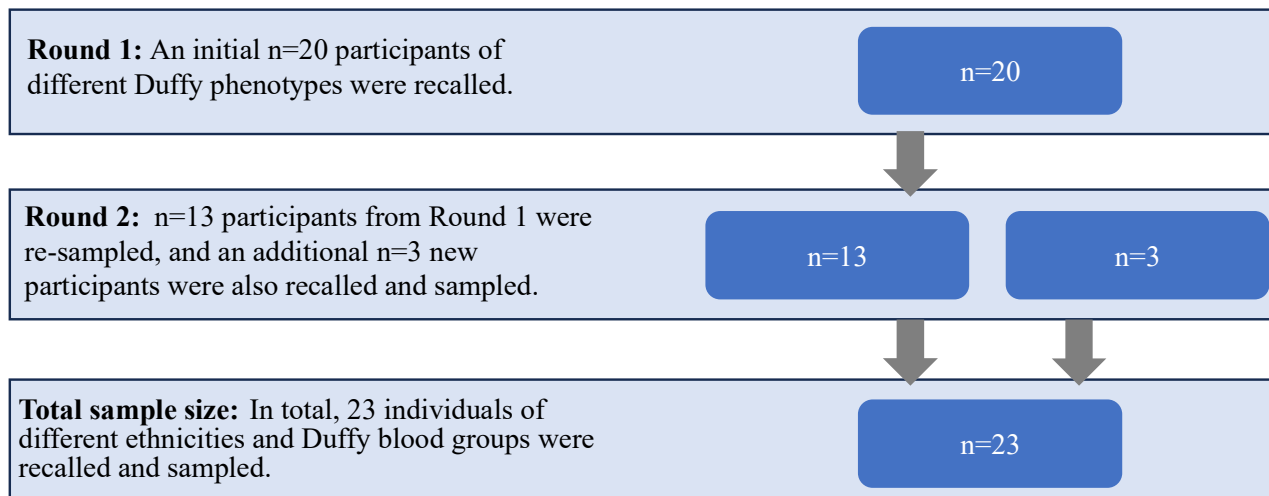 Round 1: An initial n=20 participants of
different Duffy phenotypes were recalled.
n=20
Round 2: n=13 participants from Round 1 were
re-sampled, and an additional n=3 new
participants were also recalled and sampled.
n=13
n=3
Total sample size: In total, 23 individuals of
different ethnicities and Duffy blood groups were
recalled and sampled.
n=23